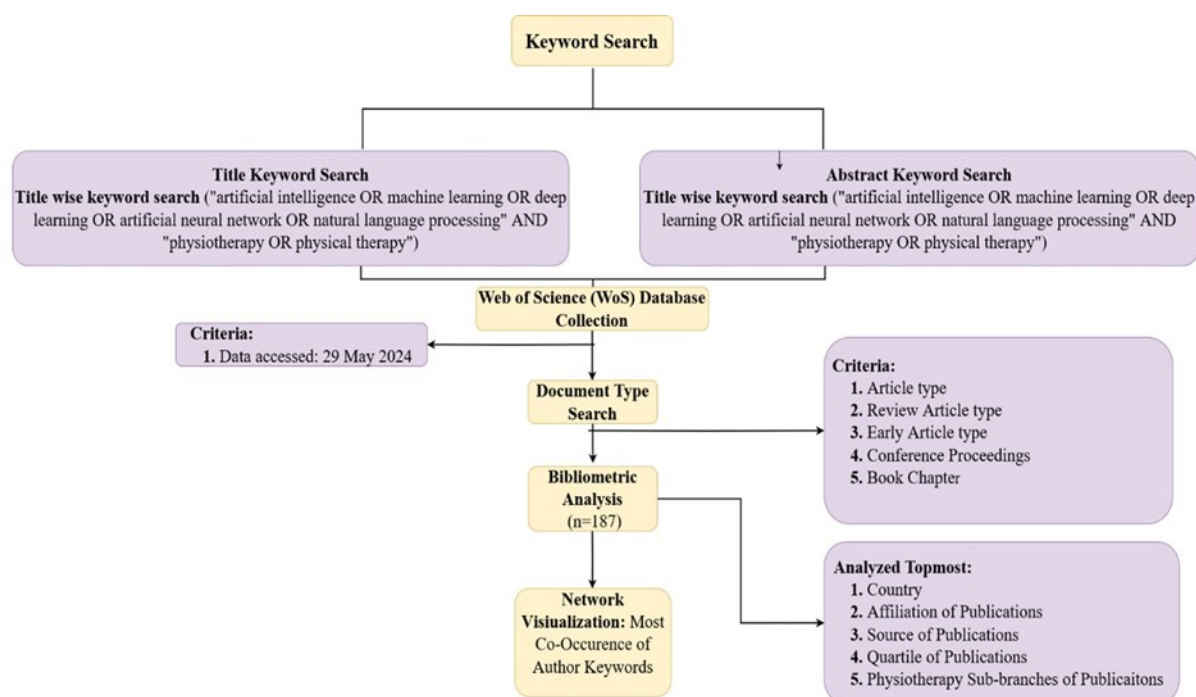 Keyword Search
Title Keyword Search
Title wise keyword search ("artificial intelligence OR machine learning OR deep
learning OR artificial neural network OR natural language processing" AND
"physiotherapy OR physical therapy")
Abstract Keyword Search
Title wise keyword search ("artificial intelligence OR machine learning OR deep
learning OR artificial neural network OR natural language processing" AND
"physiotherapy OR physical therapy")
Web of Science (WoS) Database
Collection
Criteria:
1. Data accessed: 29 May 2024
Document Type
Search
Criteria:
1. Article type
2. Review Article type
3. Early Article type
4. Conference Proceedings
5. Book Chapter
Bibliometric
Analysis
(n=187)
Analyzed Topmost:
1. Country
2. Affiliation of Publications
3. Source of Publications
4. Quartile of Publications
5. Physiotherapy Sub-branches of Publicaitons
Network
Visiualization: Most
Co-Occurence of
Author Keywords